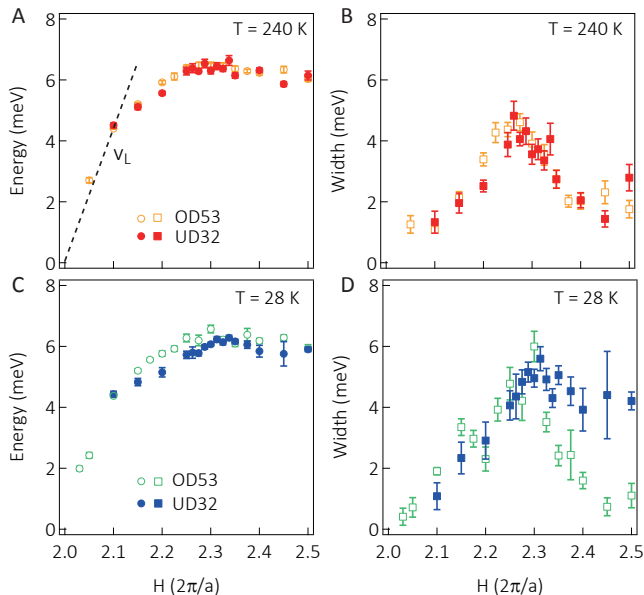 A
T = 240 K
Energy (meV)
6
4
2
0
v_L
OD53
UD32
B
T = 240 K
Width (meV)
6
4
2
0
C
T = 28 K
Energy (meV)
8
6
4
2
0
OD53
UD32
2.0 2.1 2.2 2.3 2.4 2.5
H (2π/a)
D
T = 28 K
Width (meV)
8
6
4
2
0
OD53
UD32
2.0 2.1 2.2 2.3 2.4 2.5
H (2π/a)